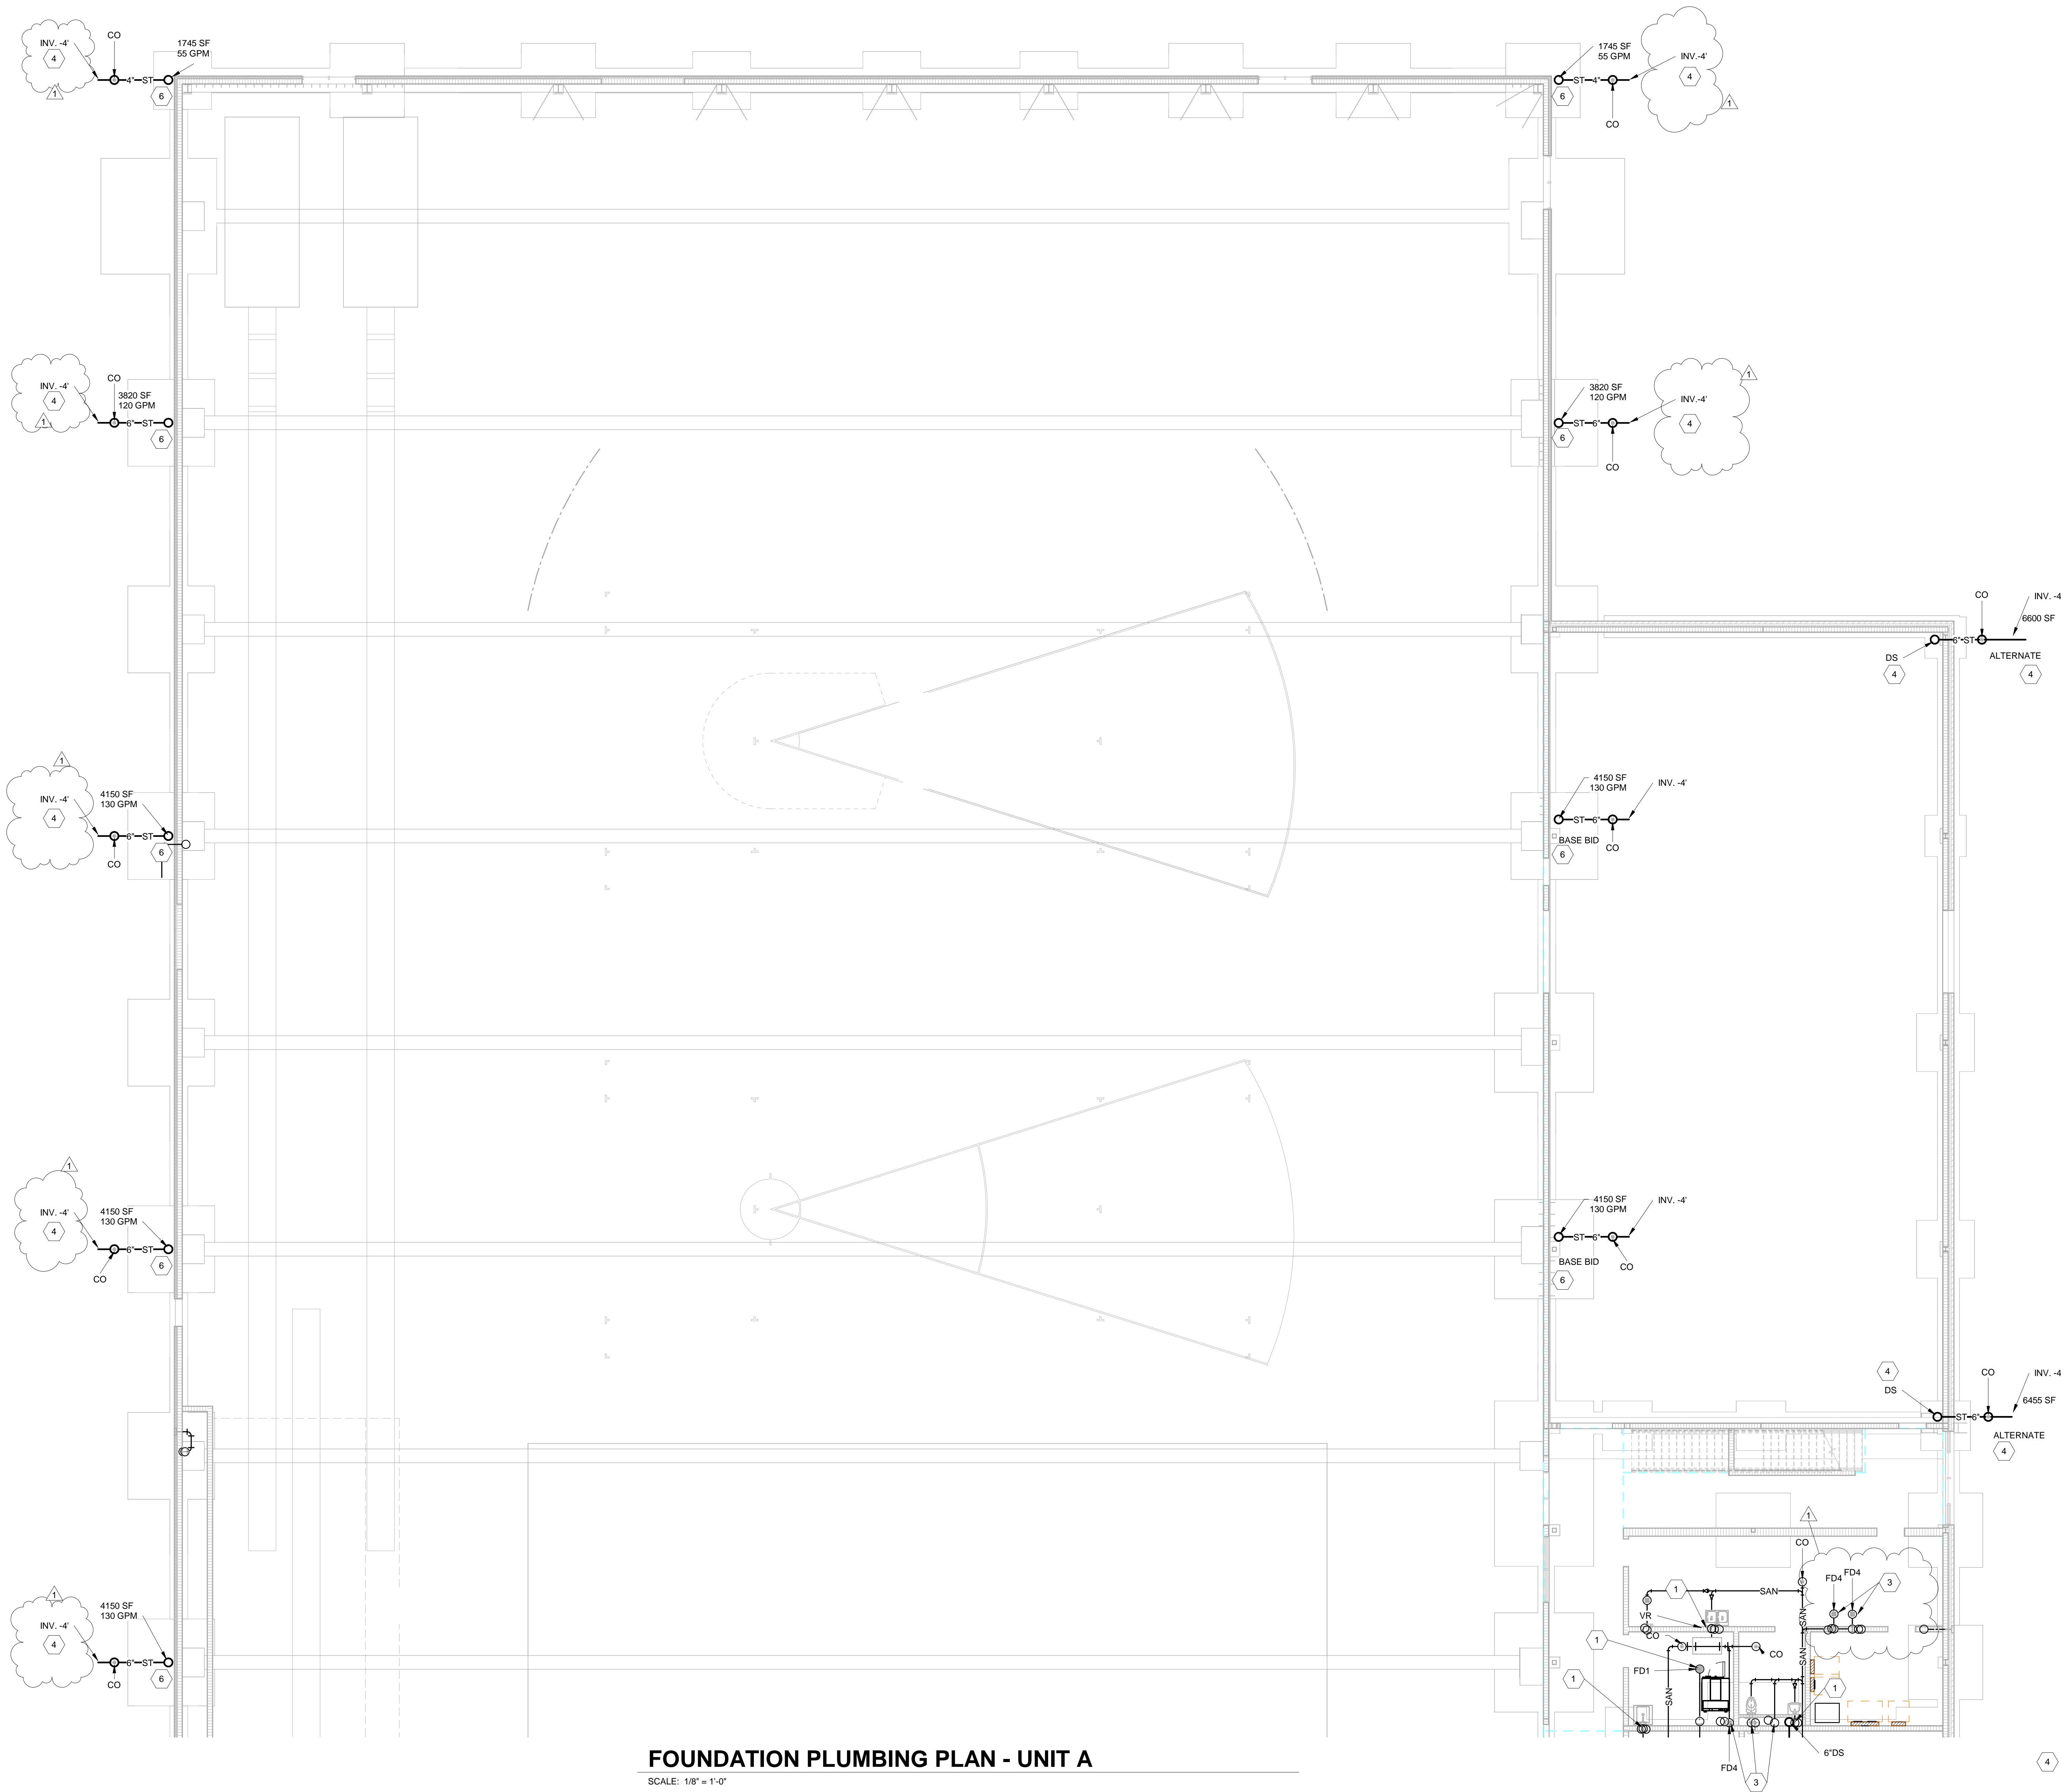 CO
1745 SF
55 GPM
INV. -4'
4
4"
ST
6
1
1745 SF
55 GPM
INV.-4'
ST
4"
4
6
1
CO
CO
INV. -4'
3820 SF
120 GPM
4
1
6"
ST
6
1
3820 SF
120 GPM
INV.-4'
ST
6"
4
6
CO
CO
INV. -4
6600 SF
6"
ST
DS
ALTERNATE
4
4
1
INV. -4'
4150 SF
130 GPM
4
6"
ST
6
CO
4150 SF
130 GPM
INV. -4'
ST
6"
BASE BID
CO
6
1
INV. -4'
4150 SF
130 GPM
4
6"
ST
6
CO
4150 SF
130 GPM
INV. -4'
ST
6"
BASE BID
CO
6
4
CO
INV. -4
DS
6455 SF
ST
6"
ALTERNATE
4
1
INV. -4'
4150 SF
130 GPM
4
6"
ST
6
CO
1
CO
FD4
FD4
3
1
SAN
SAN
VR
CO
1
CO
SAN
FD1
1
1
SAN
6"DS
FD4
3
4
FOUNDATION PLUMBING PLAN - UNIT A
SCALE: 1/8" = 1'-0"